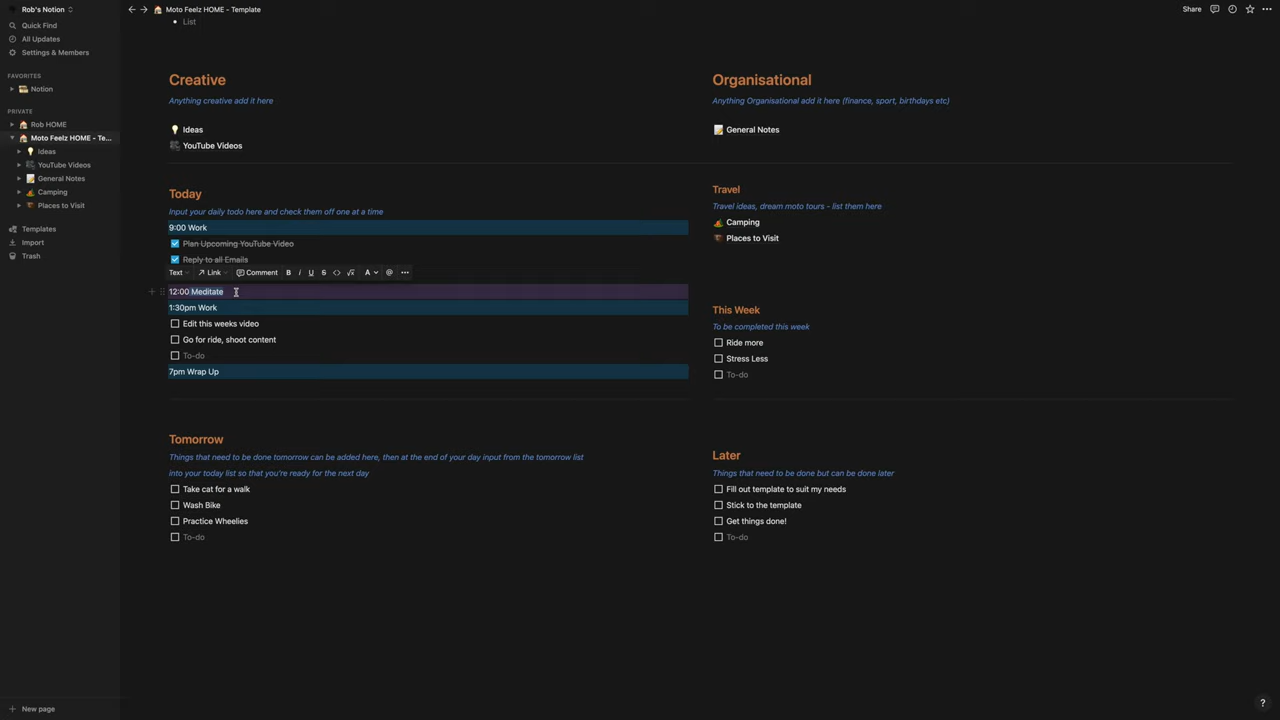 Rob's Notion
Quick Find
All Updates
Settings & Members
FAVORITES
Notion
PRIVATE
Rob HOME
Moto Feelz HOME - Te...
Ideas
YouTube Videos
General Notes
Camping
Places to Visit
Templates
Import
Trash
New page
Moto Feelz HOME - Template
Share
List
Creative
Anything creative add it here
Ideas
YouTube Videos
Organisational
Anything Organisational add it here (finance, sport, birthdays etc)
General Notes
Today
Input your daily todo here and check them off one at a time
9:00 Work
Plan Upcoming YouTube Video
Reply to all Emails
Text
Link
Comment
B i U S <> √x A @ •••
12:00 Meditate
1:30pm Work
Edit this weeks video
Go for ride, shoot content
To-do
7pm Wrap Up
Travel
Travel ideas, dream moto tours - list them here
Camping
Places to Visit
This Week
To be completed this week
Ride more
Stress Less
To-do
Tomorrow
Things that need to be done tomorrow can be added here, then at the end of your day input from the tomorrow list
into your today list so that you're ready for the next day
Take cat for a walk
Wash Bike
Practice Wheelies
To-do
Later
Things that need to be done but can be done later
Fill out template to suit my needs
Stick to the template
Get things done!
To-do
?